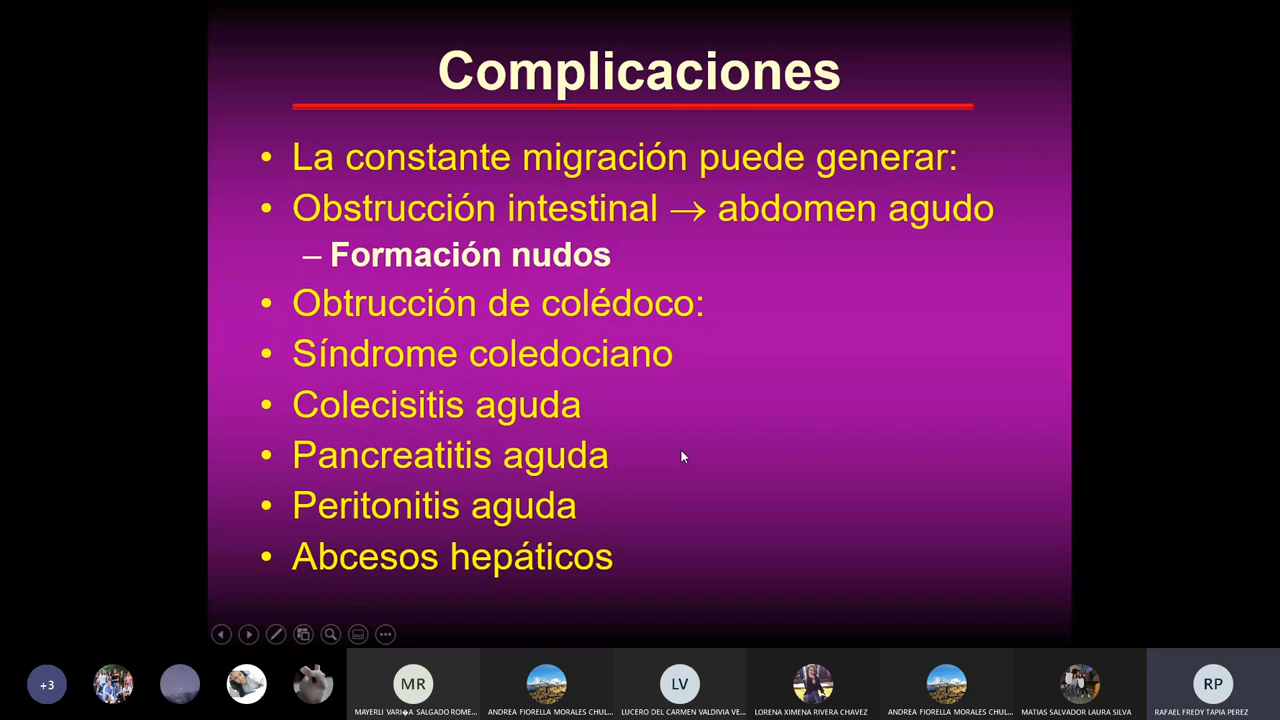 Complicaciones
• La constante migración puede generar:
• Obstrucción intestinal → abdomen agudo
– Formación nudos
• Obtrucción de colédoco:
• Síndrome coledociano
• Colecisitis aguda
• Pancreatitis aguda
• Peritonitis aguda
• Abcesos hepáticos
+3
MR
LV
RP
MAYERLI VARI�A SALGADO ROME...
ANDREA FIORELLA MORALES CHUL...
LUCERO DEL CARMEN VALDIVIA VE...
LORENA XIMENA RIVERA CHAVEZ
ANDREA FIORELLA MORALES CHUL...
MATIAS SALVADOR LAURA SILVA
RAFAEL FREDY TAPIA PEREZ